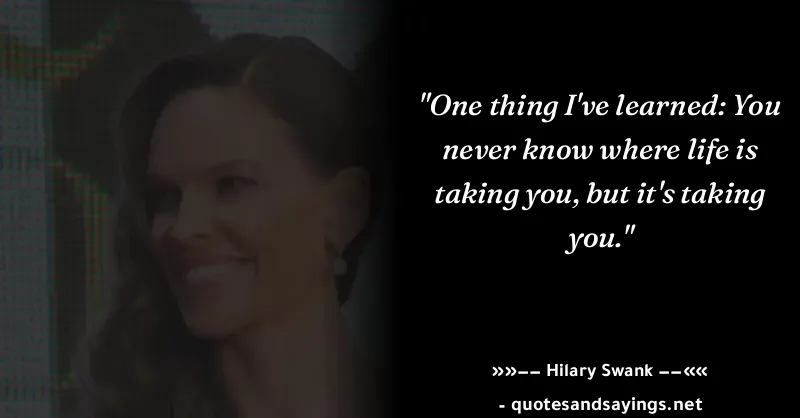 "One thing I've learned: You
never know where life is
taking you, but it's taking
you."
»»−− Hilary Swank −−««
- quotesandsayings.net